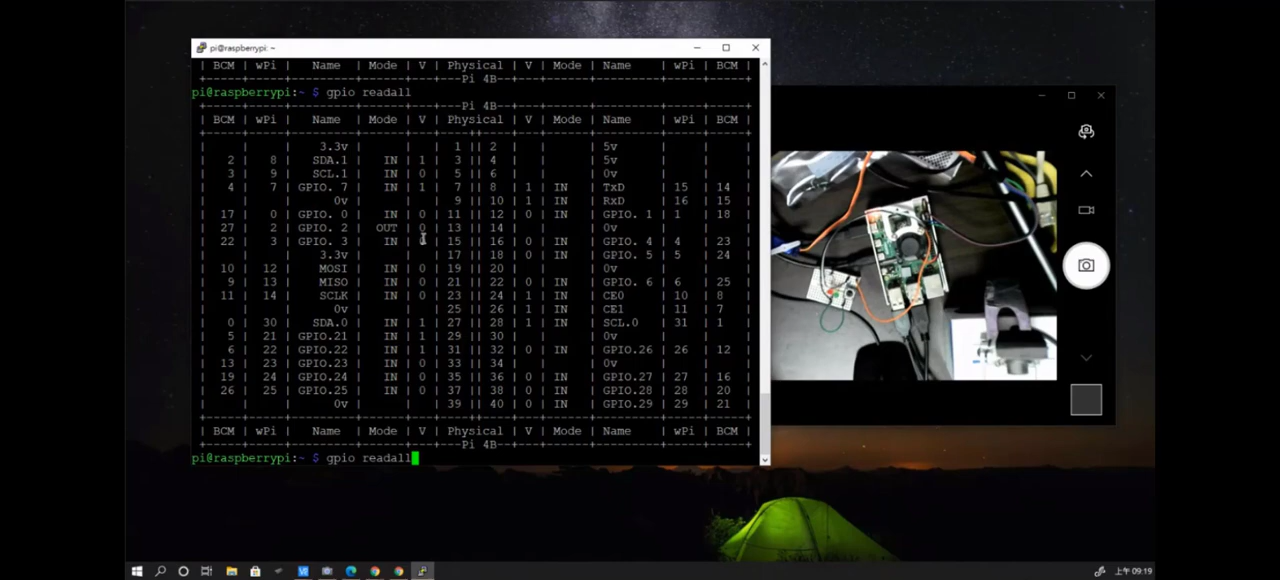 pi@raspberrypi: ~
| BCM | wPi | Name | Mode | V | Physical | V | Mode | Name | wPi | BCM |
+-----+-----+---------+------+---+---Pi 4B--+---+------+---------+-----+-----+
pi@raspberrypi:~ $ gpio readall
+-----+-----+---------+------+---+---Pi 4B--+---+------+---------+-----+-----+
| BCM | wPi | Name | Mode | V | Physical | V | Mode | Name | wPi | BCM |
+-----+-----+---------+------+---+----++----+---+------+---------+-----+-----+
| | | 3.3v | | | 1 || 2 | | | 5v | | |
| 2 | 8 | SDA.1 | IN | 1 | 3 || 4 | | | 5v | | |
| 3 | 9 | SCL.1 | IN | 0 | 5 || 6 | | | 0v | | |
| 4 | 7 | GPIO. 7 | IN | 1 | 7 || 8 | 1 | IN | TxD | 15 | 14 |
| | | 0v | | | 9 || 10 | 1 | IN | RxD | 16 | 15 |
| 17 | 0 | GPIO. 0 | IN | 0 | 11 || 12 | 0 | IN | GPIO. 1 | 1 | 18 |
| 27 | 2 | GPIO. 2 | OUT | 0 | 13 || 14 | | | 0v | | |
| 22 | 3 | GPIO. 3 | IN | | 15 || 16 | 0 | IN | GPIO. 4 | 4 | 23 |
| | | 3.3v | | | 17 || 18 | 0 | IN | GPIO. 5 | 5 | 24 |
| 10 | 12 | MOSI | IN | 0 | 19 || 20 | | | 0v | | |
| 9 | 13 | MISO | IN | 0 | 21 || 22 | 0 | IN | GPIO. 6 | 6 | 25 |
| 11 | 14 | SCLK | IN | 0 | 23 || 24 | 1 | IN | CE0 | 10 | 8 |
| | | 0v | | | 25 || 26 | 1 | IN | CE1 | 11 | 7 |
| 0 | 30 | SDA.0 | IN | 1 | 27 || 28 | 1 | IN | SCL.0 | 31 | 1 |
| 5 | 21 | GPIO.21 | IN | 1 | 29 || 30 | | | 0v | | |
| 6 | 22 | GPIO.22 | IN | 1 | 31 || 32 | 0 | IN | GPIO.26 | 26 | 12 |
| 13 | 23 | GPIO.23 | IN | 0 | 33 || 34 | | | 0v | | |
| 19 | 24 | GPIO.24 | IN | 0 | 35 || 36 | 0 | IN | GPIO.27 | 27 | 16 |
| 26 | 25 | GPIO.25 | IN | 0 | 37 || 38 | 0 | IN | GPIO.28 | 28 | 20 |
| | | 0v | | | 39 || 40 | 0 | IN | GPIO.29 | 29 | 21 |
+-----+-----+---------+------+---+----++----+---+------+---------+-----+-----+
| BCM | wPi | Name | Mode | V | Physical | V | Mode | Name | wPi | BCM |
+-----+-----+---------+------+---+---Pi 4B--+---+------+---------+-----+-----+
pi@raspberrypi:~ $ gpio readall
上午 09:19